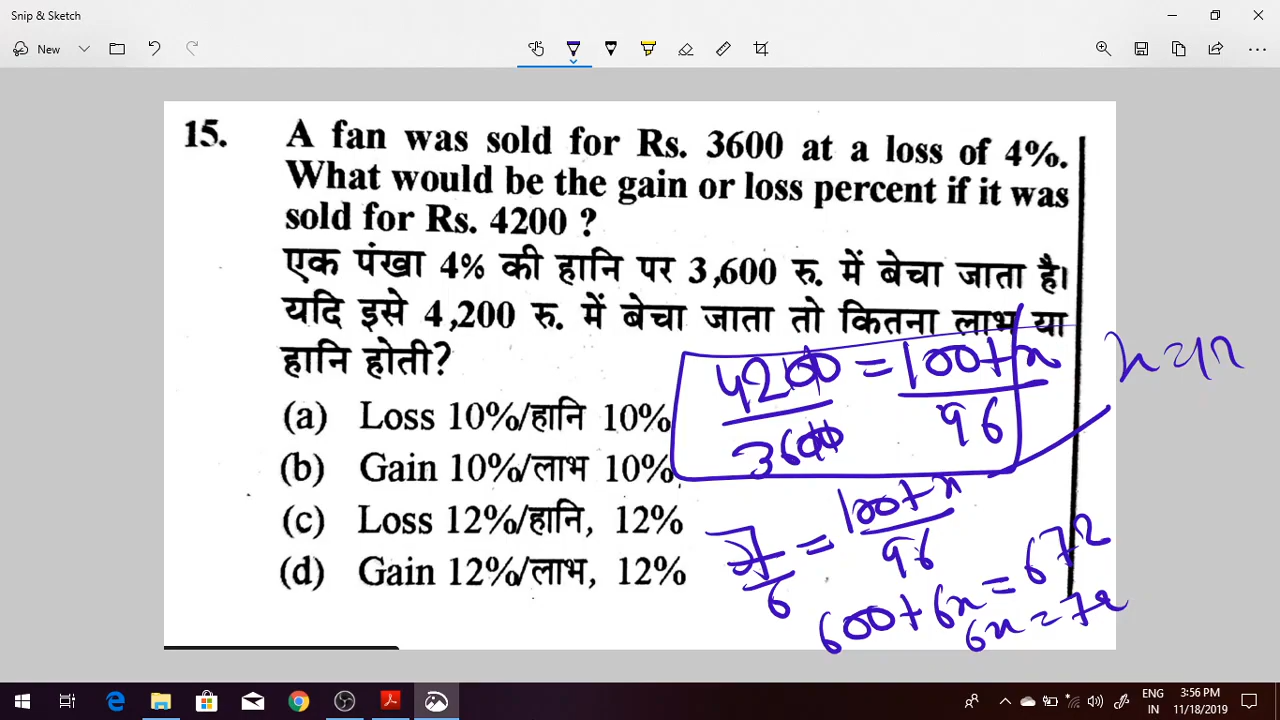 Snip & Sketch
New
15. A fan was sold for Rs. 3600 at a loss of 4%.
What would be the gain or loss percent if it was
sold for Rs. 4200 ?
एक पंखा 4% की हानि पर 3,600 रु. में बेचा जाता है।
यदि इसे 4,200 रु. में बेचा जाता तो कितना लाभ या
हानि होती?
(a) Loss 10%/हानि 10%
(b) Gain 10%/लाभ 10%
(c) Loss 12%/हानि, 12%
(d) Gain 12%/लाभ, 12%
4200/3600 = 100+x/96
x=12
7/6 = 100+x/96
600+6x=672
6x=72
ENG
IN
3:56 PM
11/18/2019